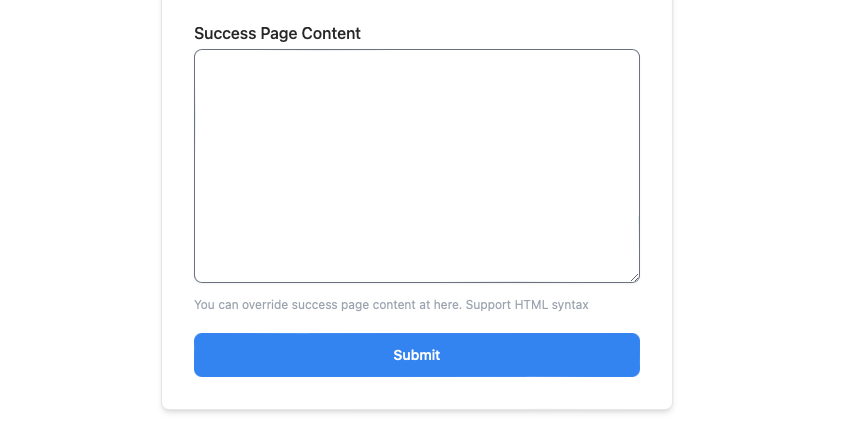 Success Page Content
You can override success page content at here. Support HTML syntax
Submit